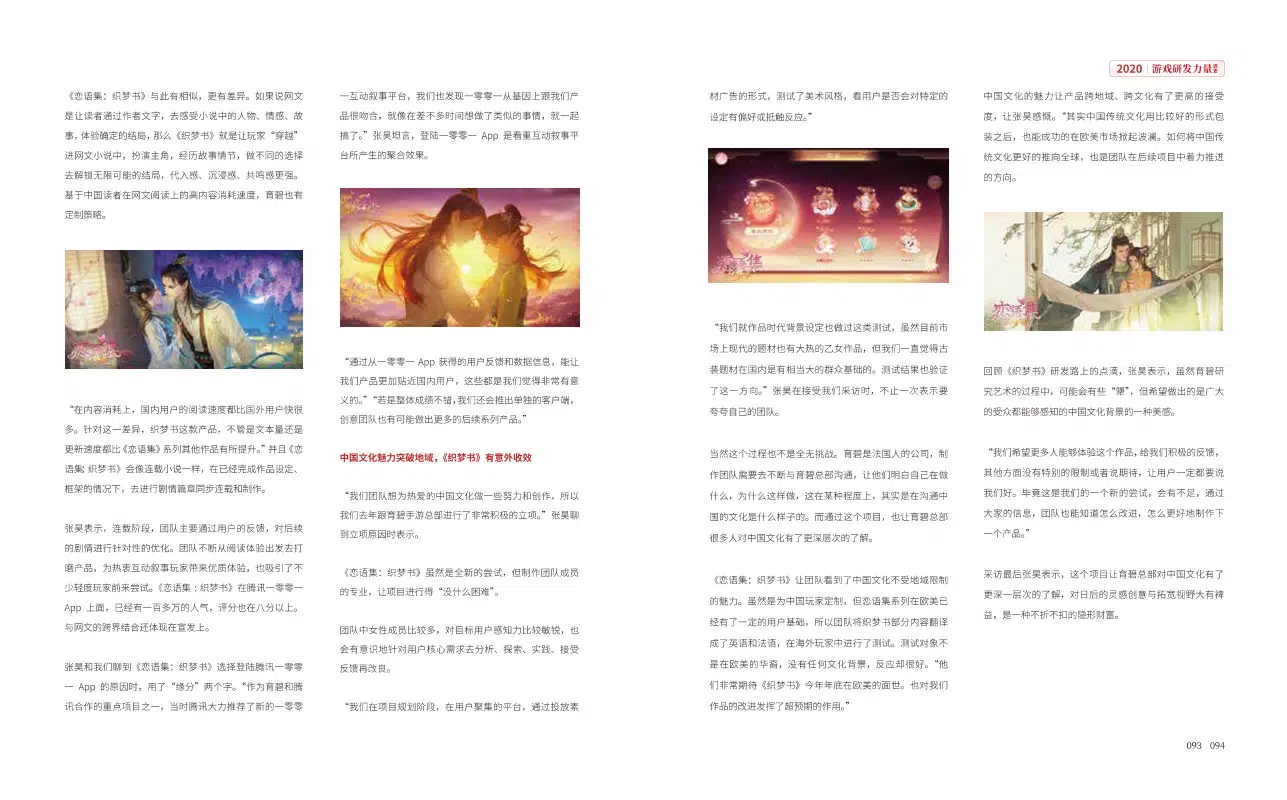 2020 游戏研发力量
《恋语集：织梦书》与此有相似，更有差异。如果说网文
是让读者通过作者文字，去感受小说中的人物、情感、故
事，体验确定的结局，那么《织梦书》就是让玩家“穿越”
进网文小说中，扮演主角，经历故事情节，做不同的选择
去解锁无限可能的结局，代入感、沉浸感、共鸣感更强。
基于中国读者在网文阅读上的高内容消耗速度，育碧也有
定制策略。
“在内容消耗上，国内用户的阅读速度都比国外用户快很
多。针对这一差异，织梦书这款产品，不管是文本量还是
更新速度都比《恋语集》系列其他作品有所提升。”并且《恋
语集：织梦书》会像连载小说一样，在已经完成作品设定、
框架的情况下，去进行剧情篇章同步连载和制作。
张昊表示，连载阶段，团队主要通过用户的反馈，对后续
的剧情进行针对性的优化。团队不断从阅读体验出发去打
磨产品，为热衷互动叙事玩家带来优质体验，也吸引了不
少轻度玩家前来尝试。《恋语集：织梦书》在腾讯一零零一
App 上面，已经有一百多万的人气，评分也在八分以上。
与网文的跨界结合还体现在宣发上。
张昊和我们聊到《恋语集：织梦书》选择登陆腾讯一零零
一 App 的原因时，用了“缘分”两个字。“作为育碧和腾
讯合作的重点项目之一，当时腾讯大力推荐了新的一零零
一互动叙事平台，我们也发现一零零一从基因上跟我们产
品很吻合，就像在差不多时间想做了类似的事情，就一起
搞了。”张昊坦言，登陆一零零一 App 是看重互动叙事平
台所产生的聚合效果。
“通过从一零零一 App 获得的用户反馈和数据信息，能让
我们产品更加贴近国内用户，这些都是我们觉得非常有意
义的。”“若是整体成绩不错，我们还会推出单独的客户端，
创意团队也有可能做出更多的后续系列产品。”
中国文化魅力突破地域，《织梦书》有意外收效
“我们团队想为热爱的中国文化做一些努力和创作，所以
我们去跟育碧手游总部进行了非常积极的立项。”张昊聊
到立项原因时表示。
《恋语集：织梦书》虽然是全新的尝试，但制作团队成员
的专业，让项目进行得“没什么困难”。
团队中女性成员比较多，对目标用户感知力比较敏锐，也
会有意识地针对用户核心需求去分析、探索、实践、接受
反馈再改良。
“我们在项目规划阶段，在用户聚集的平台，通过投放素
材广告的形式，测试了美术风格，看用户是否会对特定的
设定有偏好或抵触反应。”
“我们就作品时代背景设定也做过这类测试，虽然目前市
场上现代的题材也有大热的乙女作品，但我们一直觉得古
装题材在国内是有相当大的群众基础的。测试结果也验证
了这一方向。”张昊在接受我们采访时，不止一次表示要
夸夸自己的团队。
当然这个过程也不是全无挑战。育碧是法国人的公司，制
作团队需要去不断与育碧总部沟通，让他们明白自己在做
什么，为什么这样做，这在某种程度上，其实是在沟通中
国的文化是什么样子的。而通过这个项目，也让育碧总部
很多人对中国文化有了更深层次的了解。
《恋语集：织梦书》让团队看到了中国文化不受地域限制
的魅力。虽然是为中国玩家定制，但恋语集系列在欧美已
经有了一定的用户基础，所以团队将织梦书部分内容翻译
成了英语和法语，在海外玩家中进行了测试。测试对象不
是在欧美的华裔，没有任何文化背景，反应却很好。“他
们非常期待《织梦书》今年年底在欧美的面世。也对我们
作品的改进发挥了超预期的作用。”
中国文化的魅力让产品跨地域、跨文化有了更高的接受
度，让张昊感慨。“其实中国传统文化用比较好的形式包
装之后，也能成功的在欧美市场掀起波澜。如何将中国传
统文化更好的推向全球，也是团队在后续项目中着力推进
的方向。
回顾《织梦书》研发路上的点滴，张昊表示，虽然育碧研
究艺术的过程中，可能会有些“犟”，但希望做出的是广大
的受众都能够感知的中国文化背景的一种美感。
“我们希望更多人能够体验这个作品，给我们积极的反馈，
其他方面没有特别的限制或者说期待，让用户一定都要说
我们好。毕竟这是我们的一个新的尝试，会有不足，通过
大家的信息，团队也能知道怎么改进，怎么更好地制作下
一个产品。”
采访最后张昊表示，这个项目让育碧总部对中国文化有了
更深一层次的了解，对日后的灵感创意与拓宽视野大有裨
益，是一种不折不扣的隐形财富。
093 094